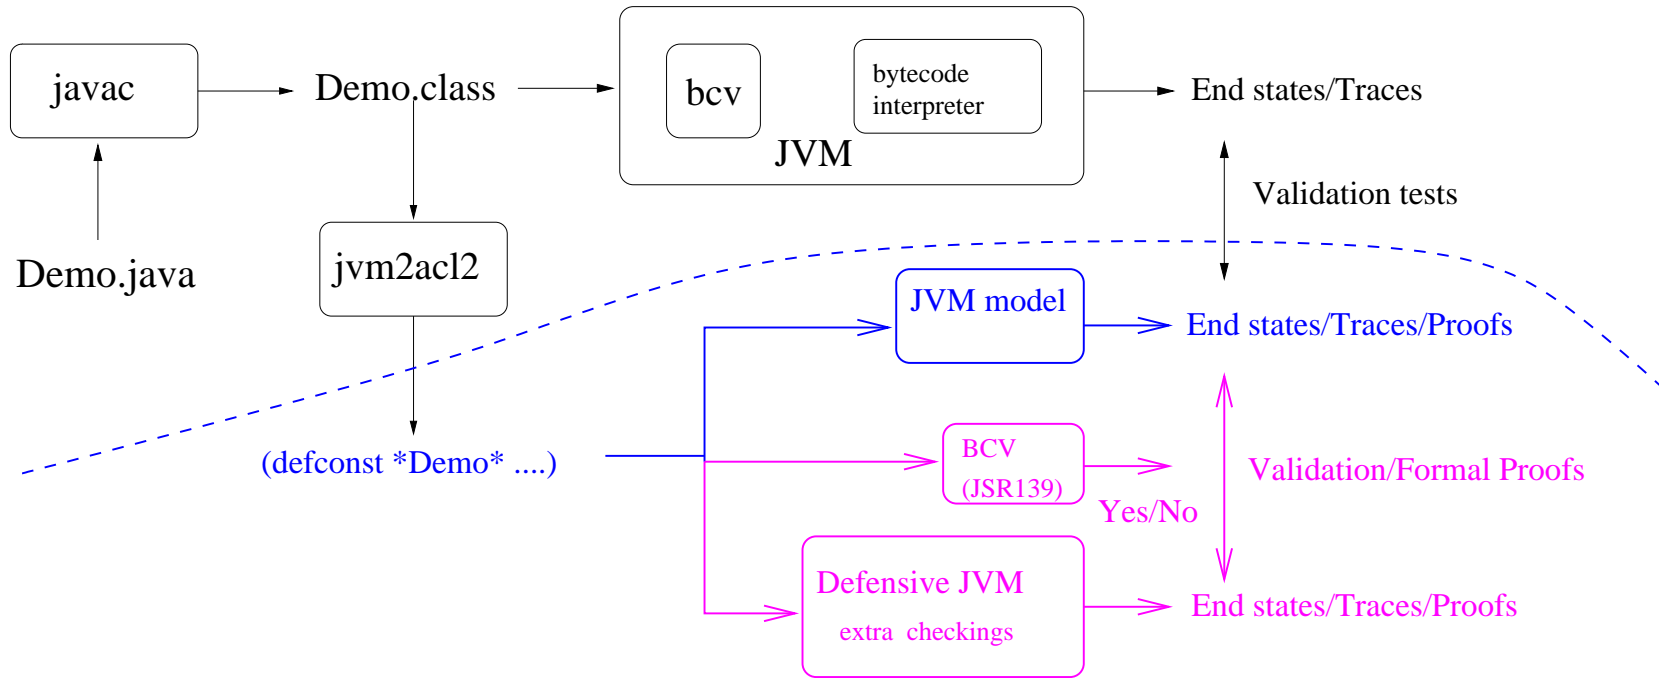 javac
Demo.class
bcv
bytecode
interpreter
JVM
End states/Traces
Validation tests
Demo.java
jvm2acl2
JVM model
End states/Traces/Proofs
(defconst *Demo* ....)
BCV
(JSR139)
Yes/No
Validation/Formal Proofs
Defensive JVM
extra checkings
End states/Traces/Proofs